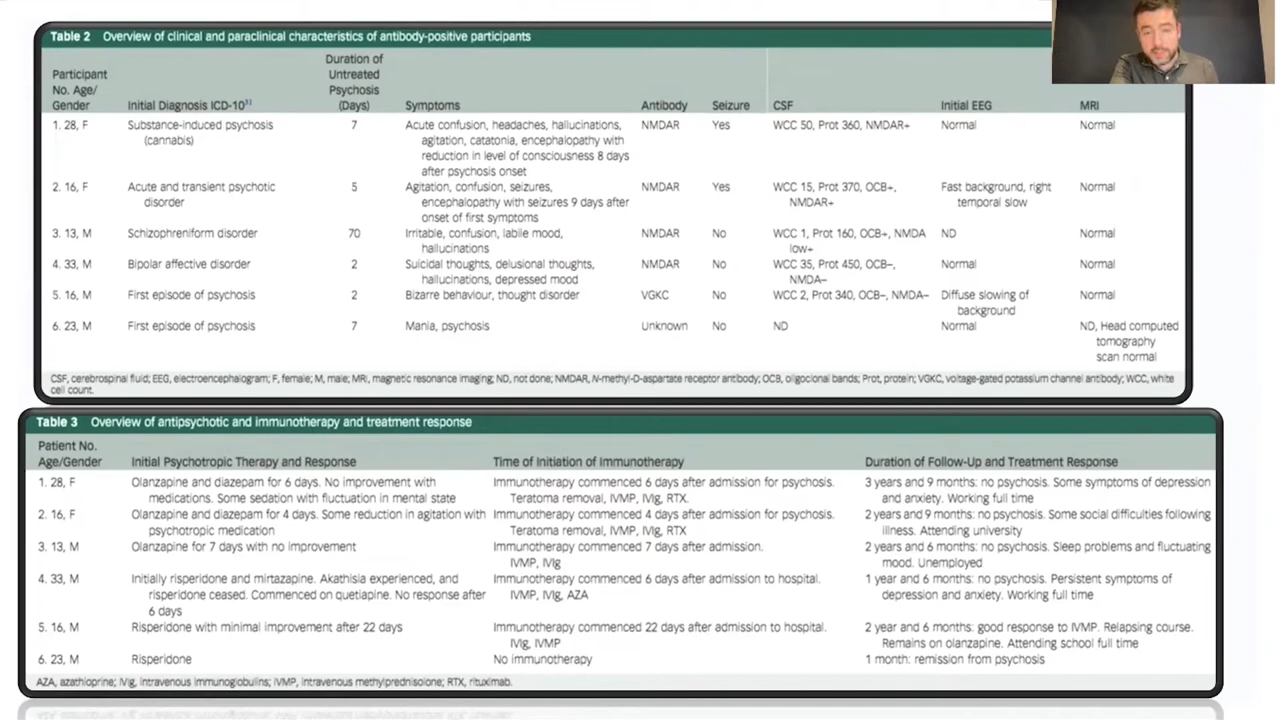 Table 2 Overview of clinical and paraclinical characteristics of antibody-positive participants
Participant No. Age/ Gender Initial Diagnosis ICD-10³¹ Duration of Untreated Psychosis (Days) Symptoms Antibody Seizure CSF Initial EEG MRI
1. 28, F Substance-induced psychosis 7 Acute confusion, headaches, hallucinations, NMDAR Yes WCC 50, Prot 360, NMDAR+ Normal Normal
(cannabis) agitation, catatonia, encephalopathy with
reduction in level of consciousness 8 days
after psychosis onset
2. 16, F Acute and transient psychotic 5 Agitation, confusion, seizures, NMDAR Yes WCC 15, Prot 370, OCB+, Fast background, right Normal
disorder encephalopathy with seizures 9 days after NMDAR+ temporal slow
onset of first symptoms
3. 13, M Schizophreniform disorder 70 Irritable, confusion, labile mood, NMDAR No WCC 1, Prot 160, OCB+, NMDA ND Normal
hallucinations low+
4. 33, M Bipolar affective disorder 2 Suicidal thoughts, delusional thoughts, NMDAR No WCC 35, Prot 450, OCB–, Normal Normal
hallucinations, depressed mood NMDA–
5. 16, M First episode of psychosis 2 Bizarre behaviour, thought disorder VGKC No WCC 2, Prot 340, OCB–, NMDA– Diffuse slowing of Normal
background
6. 23, M First episode of psychosis 7 Mania, psychosis Unknown No ND Normal ND, Head computed
tomography
scan normal
CSF, cerebrospinal fluid; EEG, electroencephalogram; F, female; M, male; MRI, magnetic resonance imaging; ND, not done; NMDAR, N-methyl-D-aspartate receptor antibody; OCB, oligoclonal bands; Prot, protein; VGKC, voltage-gated potassium channel antibody; WCC, white
cell count.
Table 3 Overview of antipsychotic and immunotherapy and treatment response
Patient No.
Age/Gender Initial Psychotropic Therapy and Response Time of Initiation of Immunotherapy Duration of Follow-Up and Treatment Response
1. 28, F Olanzapine and diazepam for 6 days. No improvement with Immunotherapy commenced 6 days after admission for psychosis. 3 years and 9 months: no psychosis. Some symptoms of depression
medications. Some sedation with fluctuation in mental state Teratoma removal, IVMP, IVIg, RTX. and anxiety. Working full time
2. 16, F Olanzapine and diazepam for 4 days. Some reduction in agitation with Immunotherapy commenced 4 days after admission for psychosis. 2 years and 9 months: no psychosis. Some social difficulties following
psychotropic medication Teratoma removal, IVMP, IVIg, RTX illness. Attending university
3. 13, M Olanzapine for 7 days with no improvement Immunotherapy commenced 7 days after admission. 2 years and 6 months: no psychosis. Sleep problems and fluctuating
IVMP, IVIg mood. Unemployed
4. 33, M Initially risperidone and mirtazapine. Akathisia experienced, and Immunotherapy commenced 6 days after admission to hospital. 1 year and 6 months: no psychosis. Persistent symptoms of
risperidone ceased. Commenced on quetiapine. No response after IVMP, IVIg, AZA depression and anxiety. Working full time
6 days
5. 16, M Risperidone with minimal improvement after 22 days Immunotherapy commenced 22 days after admission to hospital. 2 year and 6 months: good response to IVMP. Relapsing course.
IVIg, IVMP Remains on olanzapine. Attending school full time
6. 23, M Risperidone No immunotherapy 1 month: remission from psychosis
AZA, azathioprine; IVIg, intravenous immunoglobulins; IVMP, intravenous methylprednisolone; RTX, rituximab.